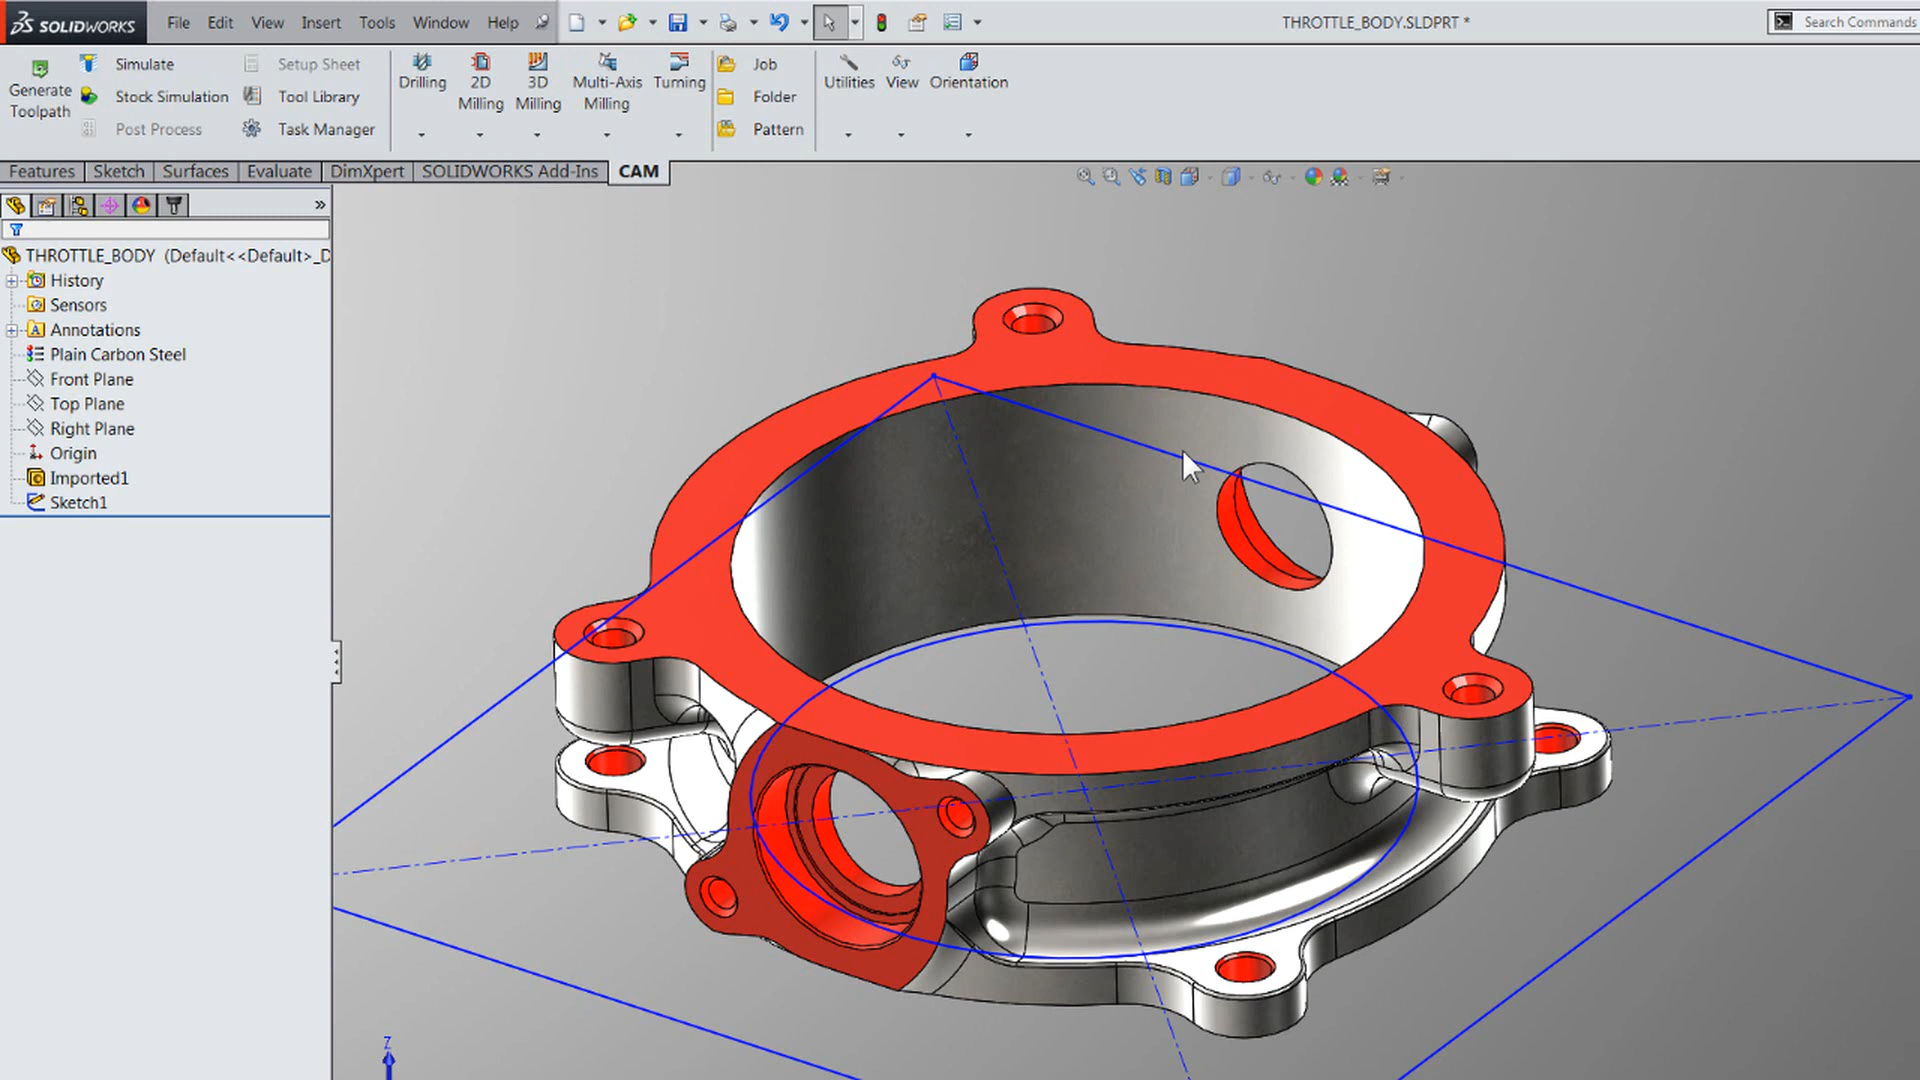 SOLIDWORKS File Edit View Insert Tools Window Help THROTTLE_BODY.SLDPRT * Search Commands
Generate Toolpath
Simulate
Stock Simulation
Post Process
Setup Sheet
Tool Library
Task Manager
Drilling
2D Milling
3D Milling
Multi-Axis Milling
Turning
Job
Folder
Pattern
Utilities
View
Orientation
Features Sketch Surfaces Evaluate DimXpert SOLIDWORKS Add-Ins CAM
»
THROTTLE_BODY (Default<<Default>_D
History
Sensors
Annotations
Plain Carbon Steel
Front Plane
Top Plane
Right Plane
Origin
Imported1
Sketch1
Z